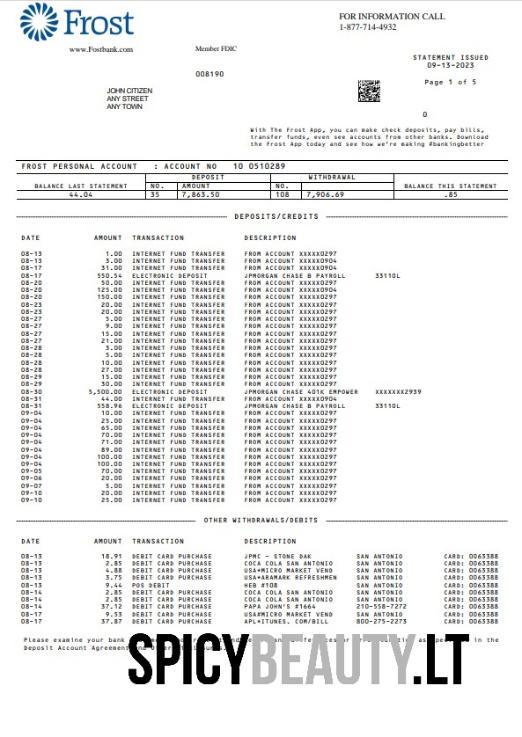 Frost
FOR INFORMATION CALL
1-877-714-4932
www.Fostbank.com
Member FDIC
STATEMENT ISSUED
09-13-2023
008190
Page 1 of 5
JOHN CITIZEN
ANY STREET
ANY TOWN
0
With The Frost App, you can make check deposits, pay bills,
transfer funds, even see accounts from other banks. Download
the Frost App today and see how we're making #bankingbetter
FROST PERSONAL ACCOUNT : ACCOUNT NO 10 0510289
DEPOSIT WITHDRAWAL
BALANCE LAST STATEMENT NO. AMOUNT NO. BALANCE THIS STATEMENT
44.04 35 7,863.50 108 7,906.69 .85
DEPOSITS/CREDITS
DATE AMOUNT TRANSACTION DESCRIPTION
08-13 1.00 INTERNET FUND TRANSFER FROM ACCOUNT XXXXX0297
08-13 3.00 INTERNET FUND TRANSFER FROM ACCOUNT XXXXX0904
08-17 31.00 INTERNET FUND TRANSFER FROM ACCOUNT XXXXX0904
08-17 550.54 ELECTRONIC DEPOSIT JPMORGAN CHASE B PAYROLL 33110L
08-20 50.00 INTERNET FUND TRANSFER FROM ACCOUNT XXXXX0297
08-20 125.00 INTERNET FUND TRANSFER FROM ACCOUNT XXXXX0904
08-20 150.00 INTERNET FUND TRANSFER FROM ACCOUNT XXXXX0904
08-23 20.00 INTERNET FUND TRANSFER FROM ACCOUNT XXXXX0297
08-27 20.00 INTERNET FUND TRANSFER FROM ACCOUNT XXXXX0297
08-27 5.00 INTERNET FUND TRANSFER FROM ACCOUNT XXXXX0297
08-27 9.00 INTERNET FUND TRANSFER FROM ACCOUNT XXXXX0297
08-27 15.00 INTERNET FUND TRANSFER FROM ACCOUNT XXXXX0297
08-27 21.00 INTERNET FUND TRANSFER FROM ACCOUNT XXXXX0297
08-28 3.00 INTERNET FUND TRANSFER FROM ACCOUNT XXXXX0297
08-28 5.00 INTERNET FUND TRANSFER FROM ACCOUNT XXXXX0297
08-28 10.00 INTERNET FUND TRANSFER FROM ACCOUNT XXXXX0297
08-28 27.00 INTERNET FUND TRANSFER FROM ACCOUNT XXXXX0297
08-29 15.00 INTERNET FUND TRANSFER FROM ACCOUNT XXXXX0297
08-29 30.00 INTERNET FUND TRANSFER FROM ACCOUNT XXXXX0297
08-30 5,500.00 ELECTRONIC DEPOSIT JPMORGAN CHASE 401K EMPOWER XXXXXXX2939
08-31 44.00 INTERNET FUND TRANSFER FROM ACCOUNT XXXXX0904
08-31 558.96 ELECTRONIC DEPOSIT JPMORGAN CHASE B PAYROLL 33110L
09-04 10.00 INTERNET FUND TRANSFER FROM ACCOUNT XXXXX0297
09-04 25.00 INTERNET FUND TRANSFER FROM ACCOUNT XXXXX0297
09-04 65.00 INTERNET FUND TRANSFER FROM ACCOUNT XXXXX0297
09-04 70.00 INTERNET FUND TRANSFER FROM ACCOUNT XXXXX0297
09-04 71.00 INTERNET FUND TRANSFER FROM ACCOUNT XXXXX0297
09-04 89.00 INTERNET FUND TRANSFER FROM ACCOUNT XXXXX0297
09-04 100.00 INTERNET FUND TRANSFER FROM ACCOUNT XXXXX0297
09-04 100.00 INTERNET FUND TRANSFER FROM ACCOUNT XXXXX0297
09-05 70.00 INTERNET FUND TRANSFER FROM ACCOUNT XXXXX0297
09-06 20.00 INTERNET FUND TRANSFER FROM ACCOUNT XXXXX0297
09-07 5.00 INTERNET FUND TRANSFER FROM ACCOUNT XXXXX0297
09-10 20.00 INTERNET FUND TRANSFER FROM ACCOUNT XXXXX0297
09-10 25.00 INTERNET FUND TRANSFER FROM ACCOUNT XXXXX0297
OTHER WITHDRAWALS/DEBITS
DATE AMOUNT TRANSACTION DESCRIPTION
08-13 18.91 DEBIT CARD PURCHASE JPMC - STONE OAK SAN ANTONIO CARD: 0063388
08-13 2.85 DEBIT CARD PURCHASE COCA COLA SAN ANTONIO SAN ANTONIO CARD: 0063388
08-13 4.88 DEBIT CARD PURCHASE USA*MICRO MARKET VEND SAN ANTONIO CARD: 0063388
08-13 3.75 DEBIT CARD PURCHASE USA*ARAMARK REFRESHMEN SAN ANTONIO CARD: 0063388
08-13 9.44 POS DEBIT HEB #108 SAN ANTONIO CARD: 0063388
08-14 2.85 DEBIT CARD PURCHASE COCA COLA SAN ANTONIO SAN ANTONIO CARD: 0063388
08-14 2.85 DEBIT CARD PURCHASE COCA COLA SAN ANTONIO SAN ANTONIO CARD: 0063388
08-14 37.12 DEBIT CARD PURCHASE PAPA JOHN'S #1664 210-558-7272 CARD: 0063388
08-17 9.53 DEBIT CARD PURCHASE USA#MICRO MARKET VEND SAN ANTONIO CARD: 0063388
08-17 37.87 DEBIT CARD PURCHASE APL*ITUNES. COM/BILL 800-275-2273 CARD: 0063388
Please examine your bank in the
Deposit Account Agreement
SPICYBEAUTY.LT